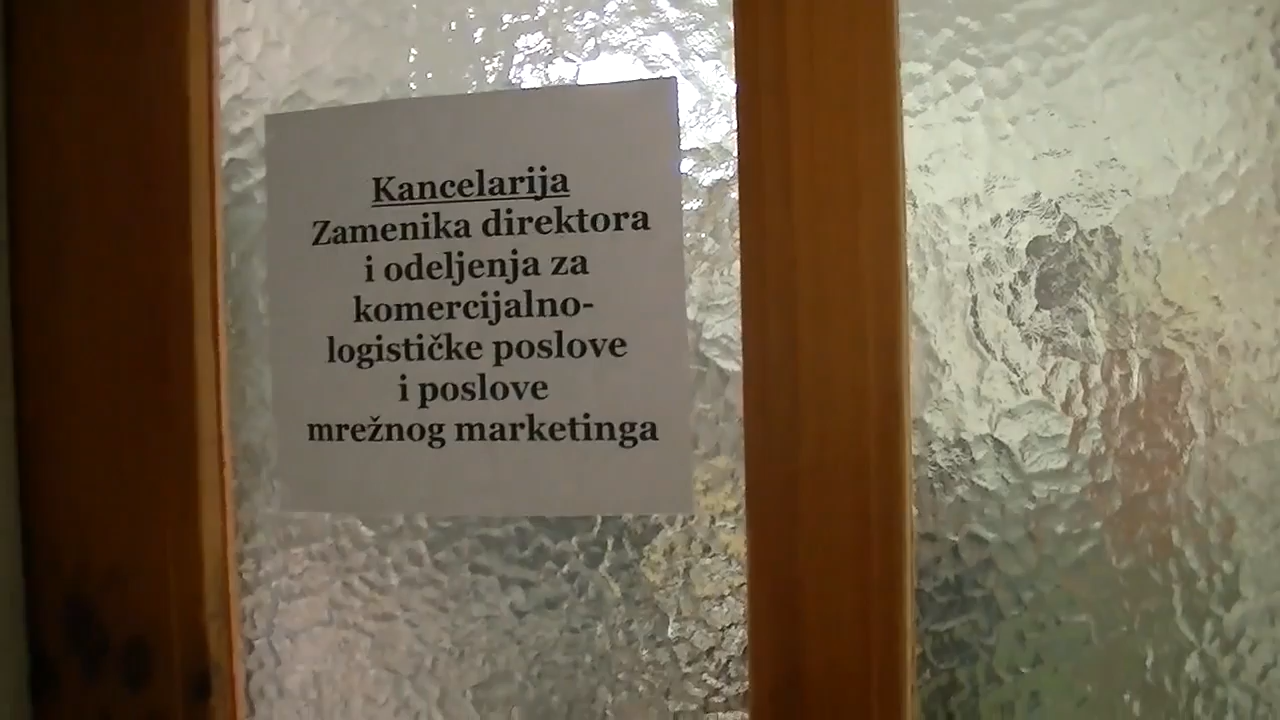 Kancelarija
Zamenika direktora
i odeljenja za
komercijalno-
logističke poslove
i poslove
mrežnog marketinga